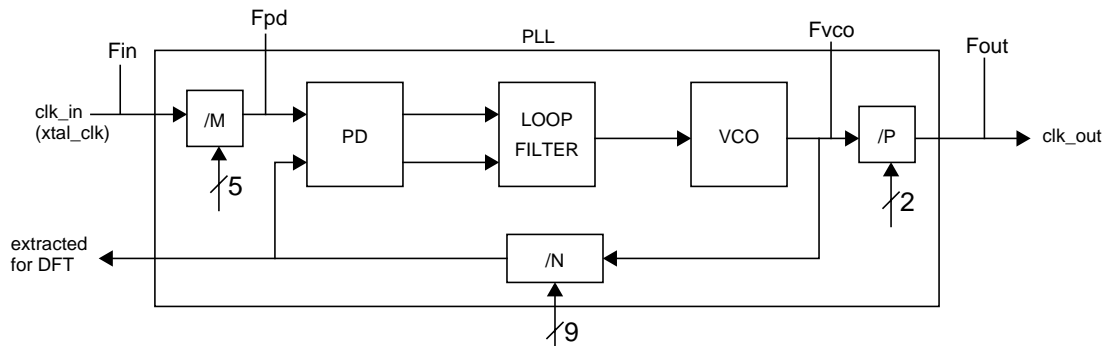 Fpd
PLL
Fvco
Fin
Fout
clk_in
(xtal_clk)
/M
PD
LOOP
FILTER
VCO
/P
clk_out
5
2
extracted
for DFT
/N
9